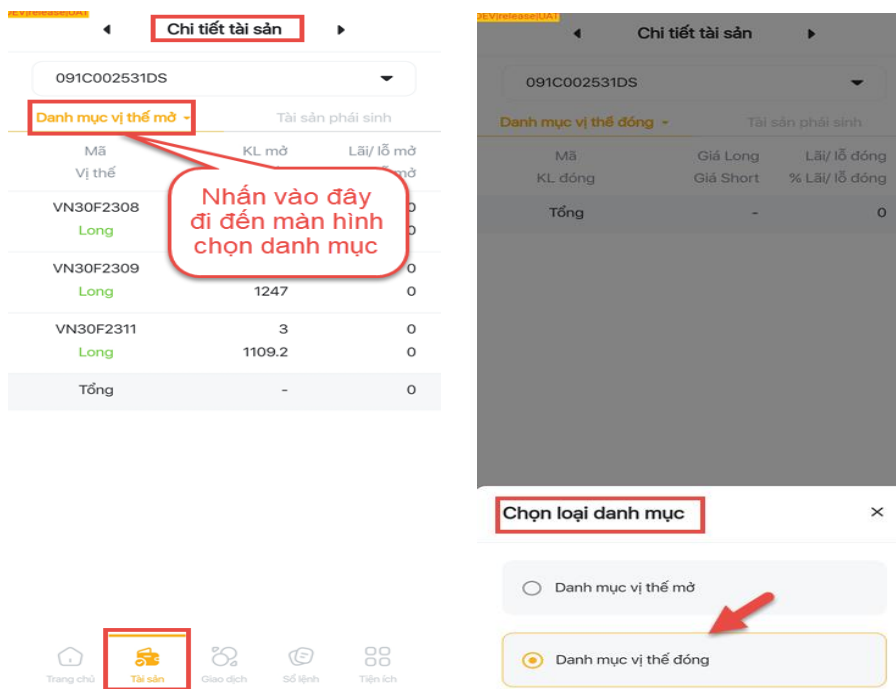 DEV|release|UAT
Chi tiết tài sản
091C002531DS
Danh mục vị thế mở
Tài sản phái sinh
Mã KL mở Lãi/ lỗ mở
Vị thế mở
Nhấn vào đây
đi đến màn hình
chọn danh mục
VN30F2308 0
Long 0
VN30F2309 0
Long 1247 0
VN30F2311 3 0
Long 1109.2 0
Tổng - 0
Trang chủ Tài sản Giao dịch Sổ lệnh Tiện ích
DEV|release|UAT
Chi tiết tài sản
091C002531DS
Danh mục vị thế đóng
Tài sản phái sinh
Mã Giá Long Lãi/ lỗ đóng
KL đóng Giá Short % Lãi/ lỗ đóng
Tổng - 0
Chọn loại danh mục
Danh mục vị thế mở
Danh mục vị thế đóng